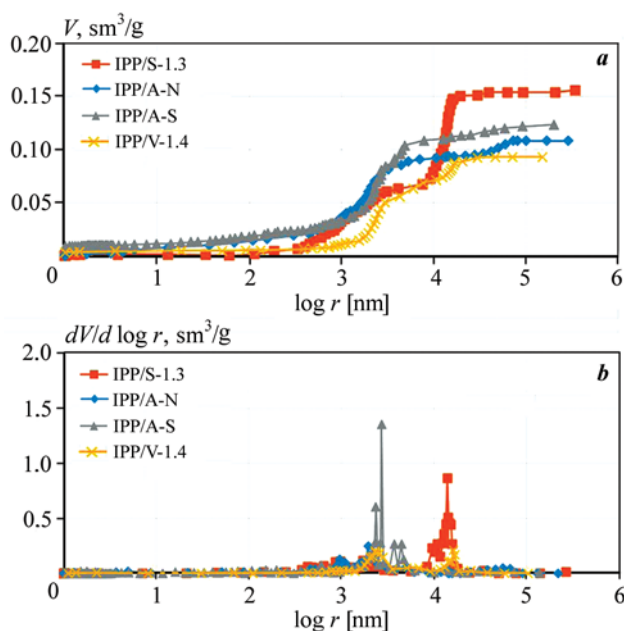 V, sm³/g
a
0.20
IPP/S-1.3
IPP/A-N
0.15
IPP/A-S
IPP/V-1.4
0.10
0.05
0 1 2 3 4 5 6
log r [nm]
dV/d log r, sm³/g
b
2.0
IPP/S-1.3
IPP/A-N
1.5
IPP/A-S
IPP/V-1.4
1.0
0.5
0 1 2 3 4 5 6
log r [nm]